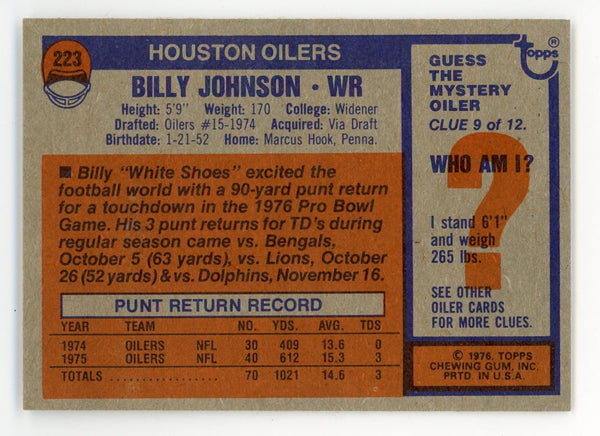 223
HOUSTON OILERS
BILLY JOHNSON • WR
Height: 5'9" Weight: 170 College: Widener
Drafted: Oilers #15-1974 Acquired: Via Draft
Birthdate: 1-21-52 Home: Marcus Hook, Penna.
■ Billy "White Shoes" excited the
football world with a 90-yard punt return
for a touchdown in the 1976 Pro Bowl
Game. His 3 punt returns for TD's during
regular season came vs. Bengals,
October 5 (63 yards), vs. Lions, October
26 (52 yards) & vs. Dolphins, November 16.
PUNT RETURN RECORD
YEAR TEAM NO. YDS. AVG. TDS
1974 OILERS NFL 30 409 13.6 0
1975 OILERS NFL 40 612 15.3 3
TOTALS .................... 70 1021 14.6 3
topps ®
GUESS
THE
MYSTERY
OILER
CLUE 9 of 12.
?
WHO AM I?
I stand 6'1"
and weigh
265 lbs.
SEE OTHER
OILER CARDS
FOR MORE CLUES.
© 1976, TOPPS
CHEWING GUM, INC.
PRTD. IN U.S.A.